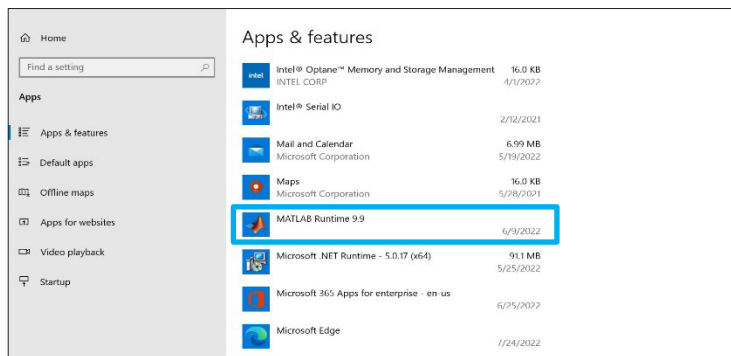 Home
Find a setting
Apps
Apps & features
Default apps
Offline maps
Apps for websites
Video playback
Startup
Apps & features
intel
Intel® Optane™ Memory and Storage Management 16.0 KB
INTEL CORP 4/1/2022
Intel® Serial IO
2/12/2021
Mail and Calendar 6.99 MB
Microsoft Corporation 5/19/2022
Maps 16.0 KB
Microsoft Corporation 5/28/2021
MATLAB Runtime 9.9
6/9/2022
Microsoft .NET Runtime - 5.0.17 (x64) 91.1 MB
5/25/2022
Microsoft 365 Apps for enterprise - en-us
6/25/2022
Microsoft Edge
7/24/2022